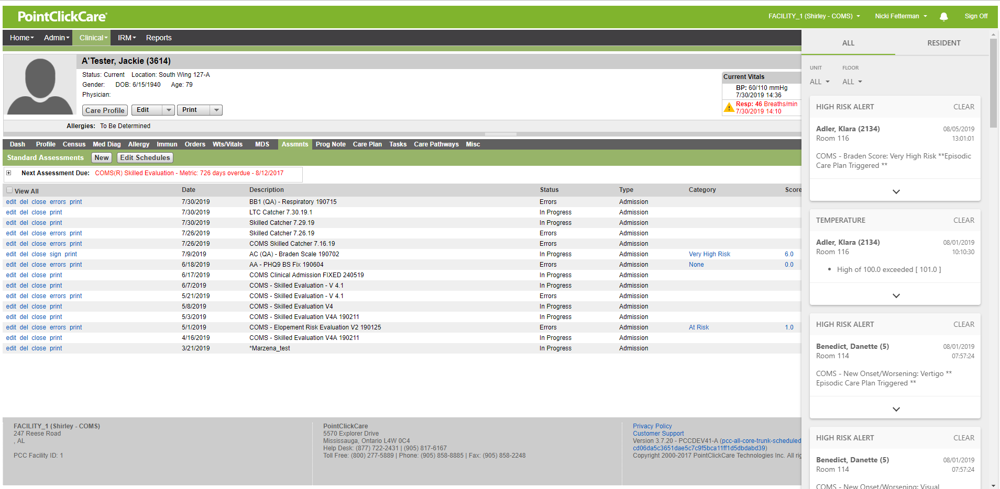 PointClickCare
FACILITY_1 (Shirley - COMS) Nicki Fetterman Sign Off
Home Admin Clinical IRM Reports
A'Tester, Jackie (3614)
Status: Current Location: South Wing 127-A
Gender: DOB: 6/15/1940 Age: 79
Physician:
Care Profile Edit Print
Current Vitals
BP: 60/110 mmHg
7/30/2019 14:36
Resp: 46 Breaths/min
7/30/2019 14:10
Allergies: To Be Determined
Dash Profile Census Med Diag Allergy Immun Orders Wts/Vitals MDS Assmnts Prog Note Care Plan Tasks Care Pathways Misc
Standard Assessments New Edit Schedules
Next Assessment Due: COMS(R) Skilled Evaluation - Metric: 726 days overdue - 8/12/2017
View All Date Description Status Type Category Score
edit del close errors print 7/30/2019 BB1 (QA) - Respiratory 190715 Errors Admission
edit del close print 7/30/2019 LTC Catcher 7.30.19.1 In Progress Admission
edit del close print 7/30/2019 Skilled Catcher 7.29.19 In Progress Admission
edit del close errors print 7/26/2019 Skilled Catcher 7.26.19 Errors Admission
edit del close errors print 7/26/2019 COMS Skilled Catcher 7.16.19 Errors Admission
edit del close sign print 7/9/2019 AC (QA) - Braden Scale 190702 In Progress Admission Very High Risk 6.0
edit del close errors print 6/18/2019 AA - PHQ9 BS Fix 190604 Errors Admission None 0.0
edit del close print 6/17/2019 COMS Clinical Admission FIXED 240519 In Progress Admission
edit del close print 6/7/2019 COMS - Skilled Evaluation - V 4.1 In Progress Admission
edit del close errors print 5/21/2019 COMS - Skilled Evaluation - V 4.1 Errors Admission
edit del close print 5/8/2019 COMS - Skilled Evaluation V4 In Progress Admission
edit del close print 5/3/2019 COMS - Skilled Evaluation V4A 190211 In Progress Admission
edit del close errors print 5/1/2019 COMS - Elopement Risk Evaluation V2 190125 Errors Admission At Risk 1.0
edit del close print 4/16/2019 COMS - Skilled Evaluation V4A 190211 In Progress Admission
edit del close print 3/21/2019 *Marzena_test In Progress Admission
ALL RESIDENT
UNIT FLOOR
ALL ALL
HIGH RISK ALERT CLEAR
Adler, Klara (2134) 08/05/2019
Room 116 13:01:01
COMS - Braden Score: Very High Risk **Episodic
Care Plan Triggered **
TEMPERATURE CLEAR
Adler, Klara (2134) 08/01/2019
Room 116 10:10:30
• High of 100.0 exceeded [ 101.0 ]
HIGH RISK ALERT CLEAR
Benedict, Danette (5) 08/01/2019
Room 114 07:57:24
COMS - New Onset/Worsening: Vertigo **
Episodic Care Plan Triggered **
HIGH RISK ALERT CLEAR
Benedict, Danette (5) 08/01/2019
Room 114 07:57:24
COMS - New Onset/Worsening: Visual
FACILITY_1 (Shirley - COMS)
247 Reese Road
, AL
PCC Facility ID: 1
PointClickCare
5570 Explorer Drive
Mississauga, Ontario L4W 0C4
Help Desk: (877) 722-2431 | (905) 817-6167
Toll Free: (800) 277-5889 | Phone: (905) 858-8885 | Fax: (905) 858-2248
Privacy Policy
Customer Support
Version 3.7.20 - PCCDEV41-A (pcc-all-core-trunk-scheduled
cd06da5c3651dae5c7c9f5bca11ff1d5dbdabd39)
Copyright 2000-2017 PointClickCare Technologies Inc. All rig